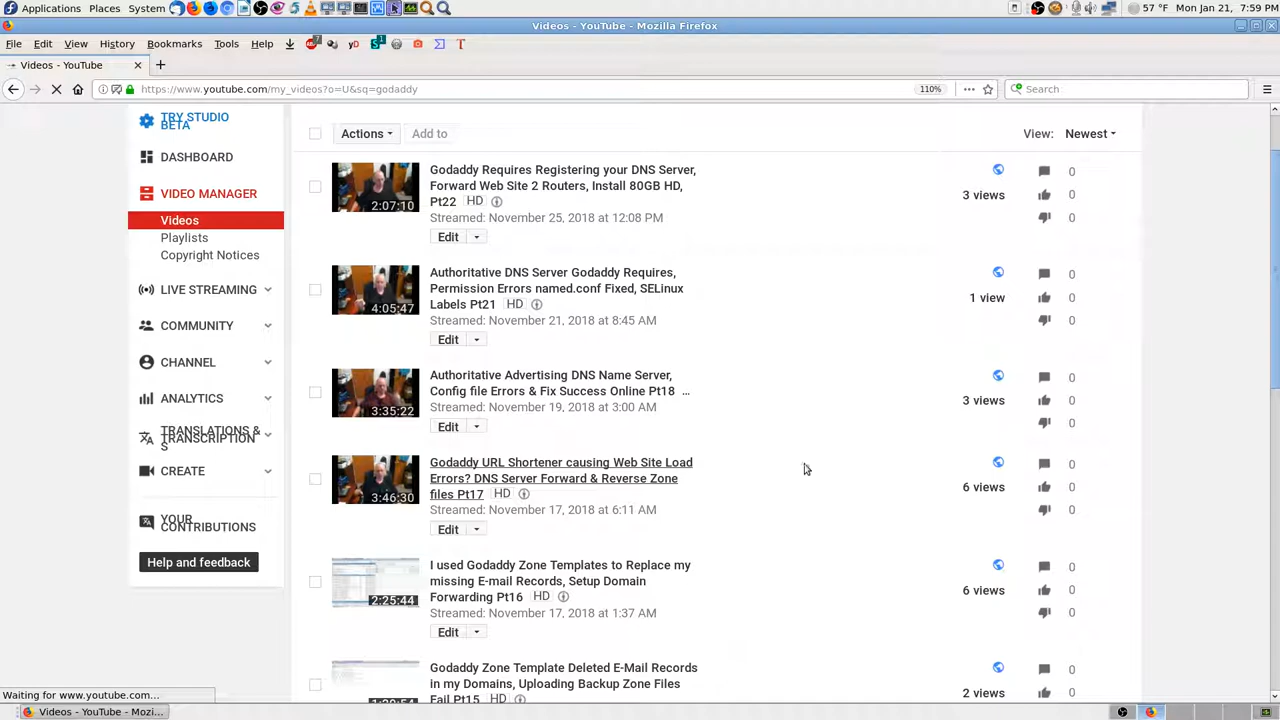 Applications Places System 57 °F Mon Jan 21, 7:59 PM
Videos - YouTube - Mozilla Firefox
File Edit View History Bookmarks Tools Help
Videos - YouTube
https://www.youtube.com/my_videos?o=U&sq=godaddy 110% Search
TRY STUDIO
BETA
DASHBOARD
VIDEO MANAGER
Videos
Playlists
Copyright Notices
LIVE STREAMING
COMMUNITY
CHANNEL
ANALYTICS
TRANSLATIONS &
TRANSCRIPTION
S
CREATE
YOUR
CONTRIBUTIONS
Help and feedback
Actions Add to View: Newest
Godaddy Requires Registering your DNS Server,
Forward Web Site 2 Routers, Install 80GB HD,
Pt22 HD
Streamed: November 25, 2018 at 12:08 PM
Edit
2:07:10
3 views
0
0
0
Authoritative DNS Server Godaddy Requires,
Permission Errors named.conf Fixed, SELinux
Labels Pt21 HD
Streamed: November 21, 2018 at 8:45 AM
Edit
4:05:47
1 view
0
0
0
Authoritative Advertising DNS Name Server,
Config file Errors & Fix Success Online Pt18 ...
Streamed: November 19, 2018 at 3:00 AM
Edit
3:35:22
3 views
0
0
0
Godaddy URL Shortener causing Web Site Load
Errors? DNS Server Forward & Reverse Zone
files Pt17 HD
Streamed: November 17, 2018 at 6:11 AM
Edit
3:46:30
6 views
0
0
0
I used Godaddy Zone Templates to Replace my
missing E-mail Records, Setup Domain
Forwarding Pt16 HD
Streamed: November 17, 2018 at 1:37 AM
Edit
2:25:44
6 views
0
0
0
Godaddy Zone Template Deleted E-Mail Records
in my Domains, Uploading Backup Zone Files
Fail Pt15 HD
2 views
0
0
Waiting for www.youtube.com...
Videos - YouTube - Mozi...